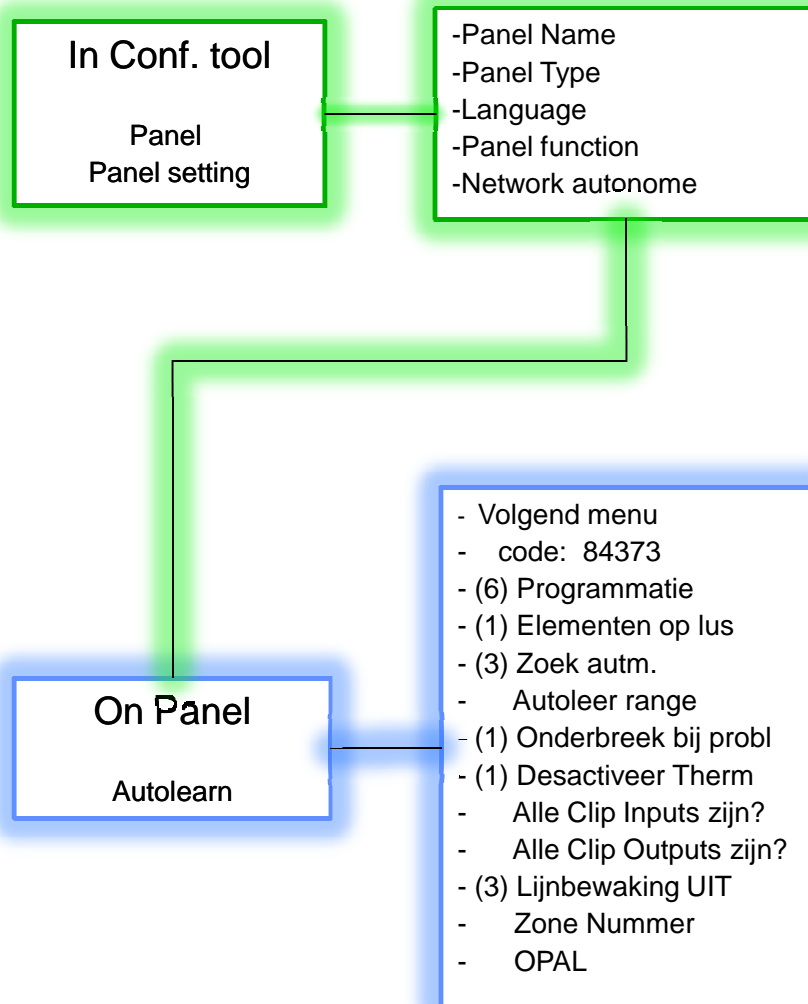 In Conf. tool
Panel
Panel setting
-Panel Name
-Panel Type
-Language
-Panel function
-Network autonome
On Panel
Autolearn
- Volgend menu
- code: 84373
- (6) Programmatie
- (1) Elementen op lus
- (3) Zoek autm.
- Autoleer range
- (1) Onderbreek bij probl
- (1) Desactiveer Therm
- Alle Clip Inputs zijn?
- Alle Clip Outputs zijn?
- (3) Lijnbewaking UIT
- Zone Nummer
- OPAL